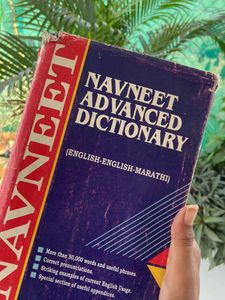 NAVNEET
NAVNEET
ADVANCED
DICTIONARY
(ENGLISH-ENGLISH-MARATHI)
More than 30,000 words and useful phrases.
Correct pronunciations.
Striking examples of current English Usage.
Special section of useful appendices.